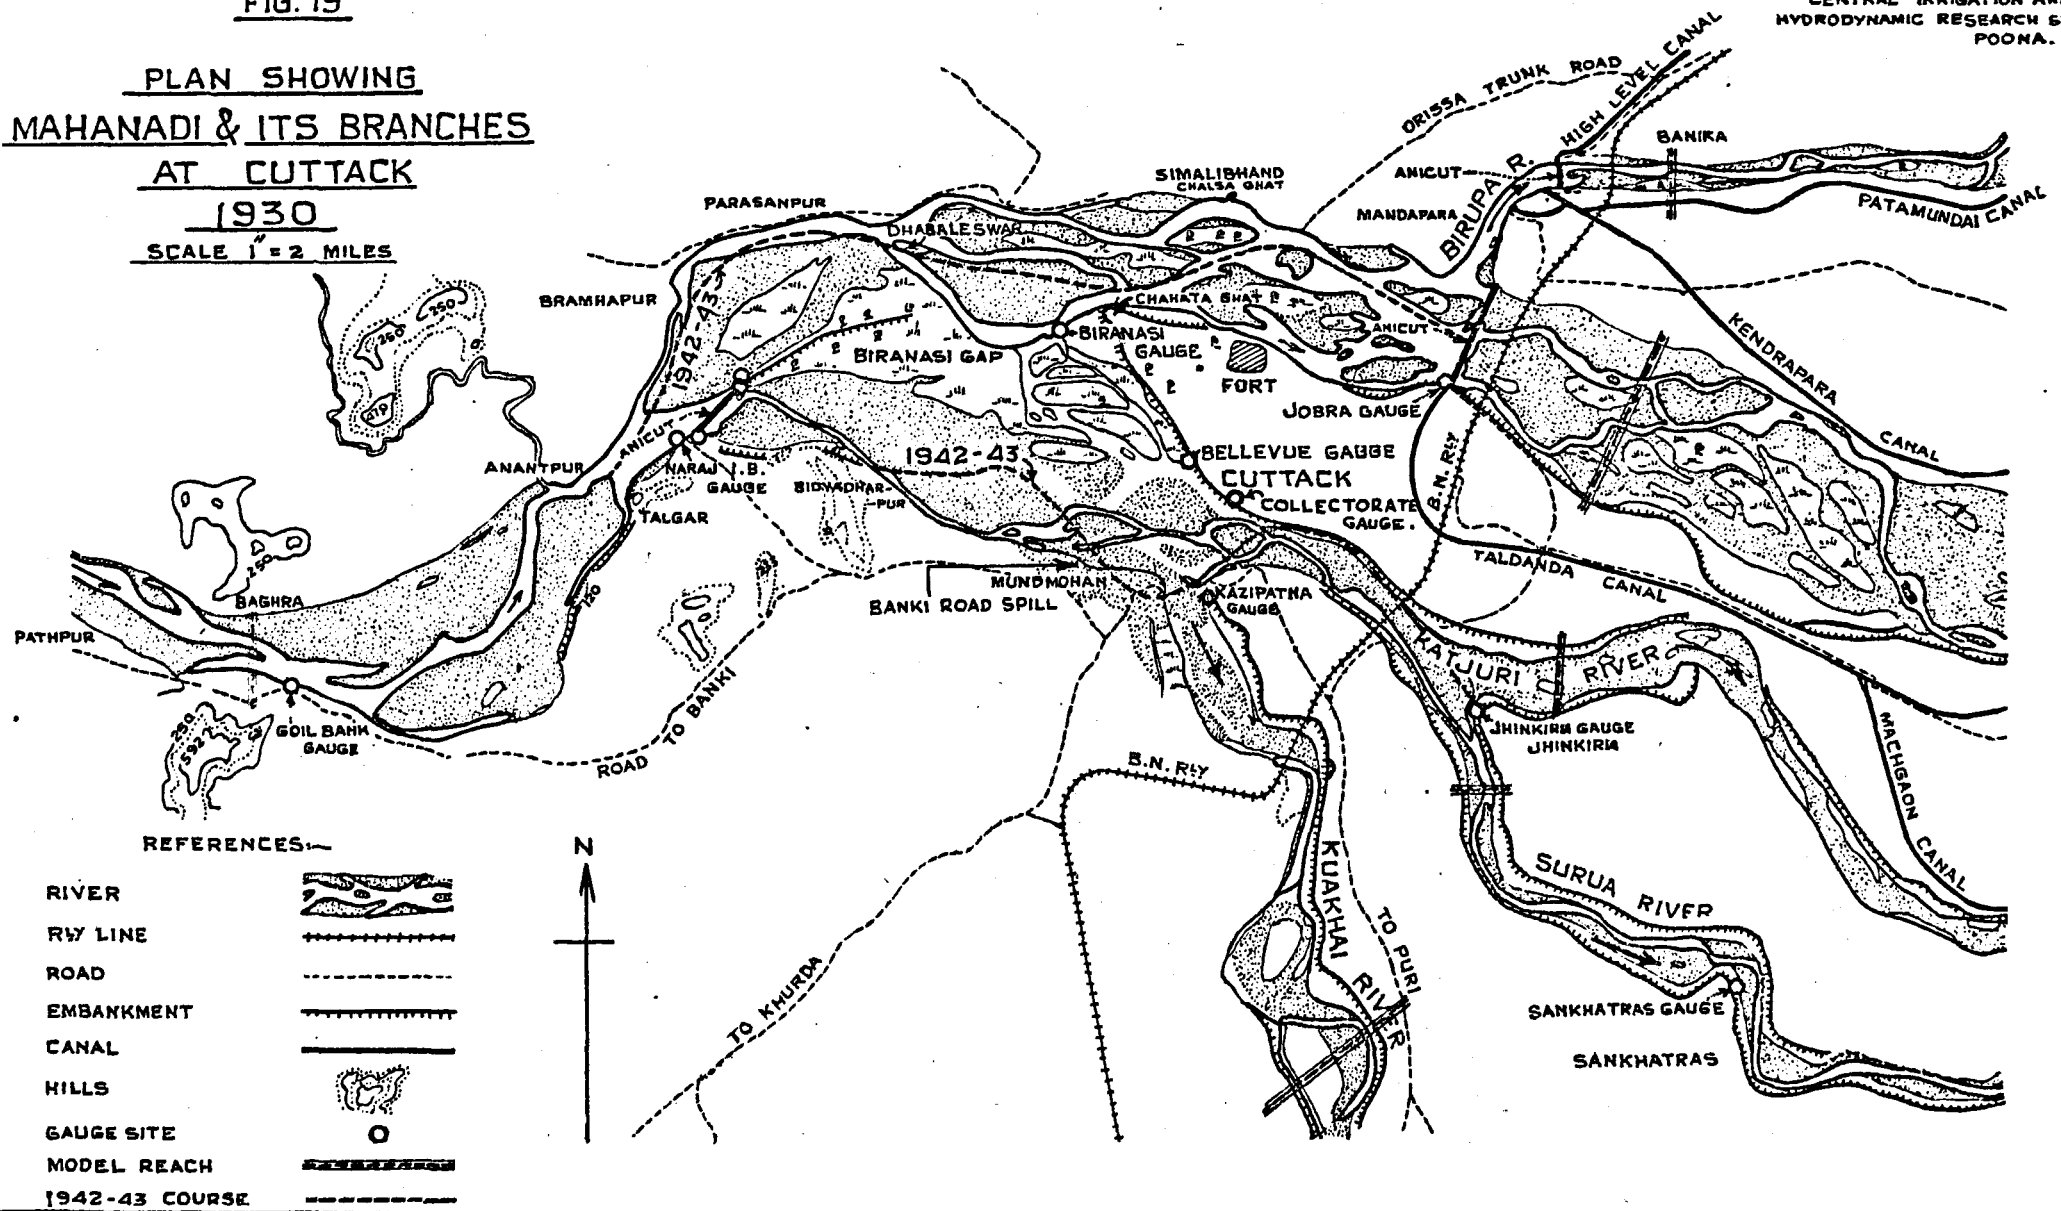 FIG. 19
PLAN SHOWING
MAHANADI & ITS BRANCHES
AT CUTTACK
1930
SCALE 1" = 2 MILES
HYDRODYNAMIC RESEARCH S
POONA.
ORISSA TRUNK ROAD
HIGH LEVEL CANAL
BANIKA
ANICUT
BIRUPA R.
PATAMUNDAI CANAL
SIMALIBHAND
CHALSA GHAT
MANDAPARA
PARASANPUR
DHABALESWAR
BRAMHAPUR
1942-43
CHAHATA GHAT
BIRANASI
GAUGE
BIRANASI GAP
ANICUT
FORT
JOBRA GAUGE
KENDRAPARA
CANAL
250
250
ANICUT
ANANTPUR
NARAJ I.B.
GAUGE
TALGAR
BIDYADHAR-
PUR
1942-43
BELLEVUE GAUGE
CUTTACK
COLLECTORATE
GAUGE.
B.N. RLY
TALDANDA CANAL
250
BAGHRA
PATHPUR
150
MUNDMOHAN
BANKI ROAD SPILL
KAZIPATNA
GAUGE
KATJURI RIVER
GOIL BANK
GAUGE
250
592
ROAD
TO BANKI
JHINKIRIA GAUGE
JHINKIRIA
MACHGAON CANAL
B.N. RLY
SURUA RIVER
KUAKHAI RIVER
TO PURI
TO KHURDA
SANKHATRAS GAUGE
SANKHATRAS
REFERENCES:-
N
RIVER
RLY LINE
ROAD
EMBANKMENT
CANAL
HILLS
GAUGE SITE
MODEL REACH
1942-43 COURSE